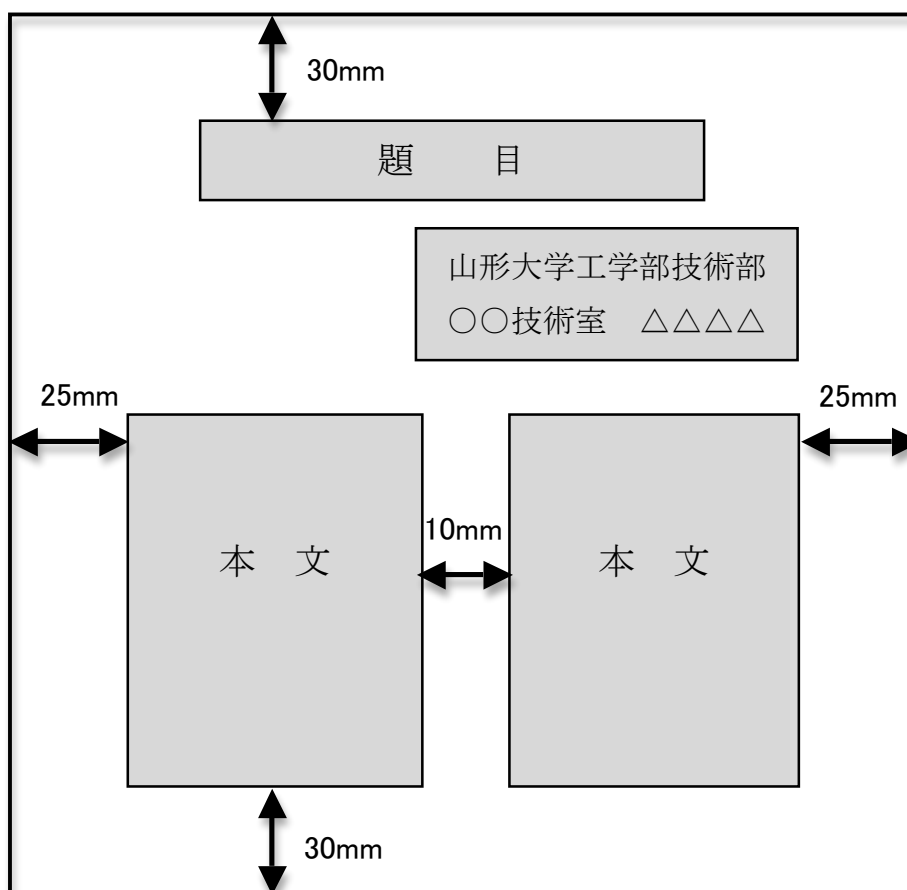 30mm
題　　目
山形大学工学部技術部
○○技術室　△△△△
25mm
25mm
10mm
本　文
本　文
30mm